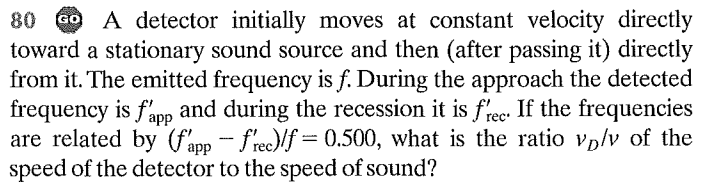 80 GO A detector initially moves at constant velocity directly
toward a stationary sound source and then (after passing it) directly
from it. The emitted frequency is f. During the approach the detected
frequency is f′app and during the recession it is f′rec. If the frequencies
are related by (f′app − f′rec)/f = 0.500, what is the ratio vD/v of the
speed of the detector to the speed of sound?